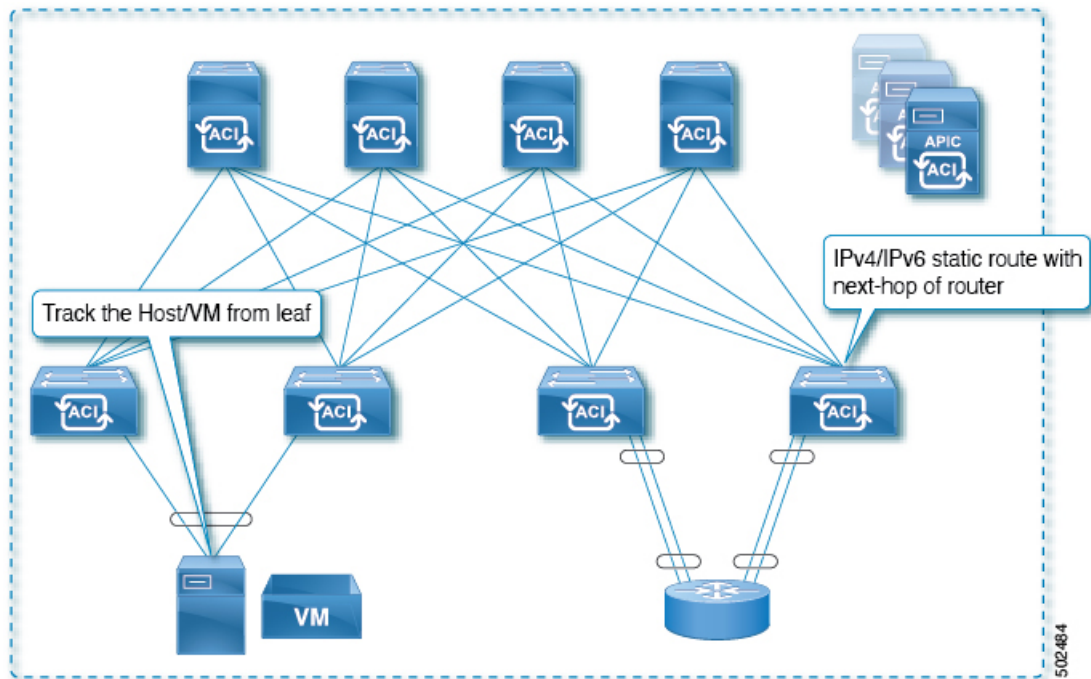 ACI
ACI
ACI
ACI
APIC
ACI
IPv4/IPv6 static route with
next-hop of router
Track the Host/VM from leaf
ACI
ACI
ACI
ACI
VM
502484